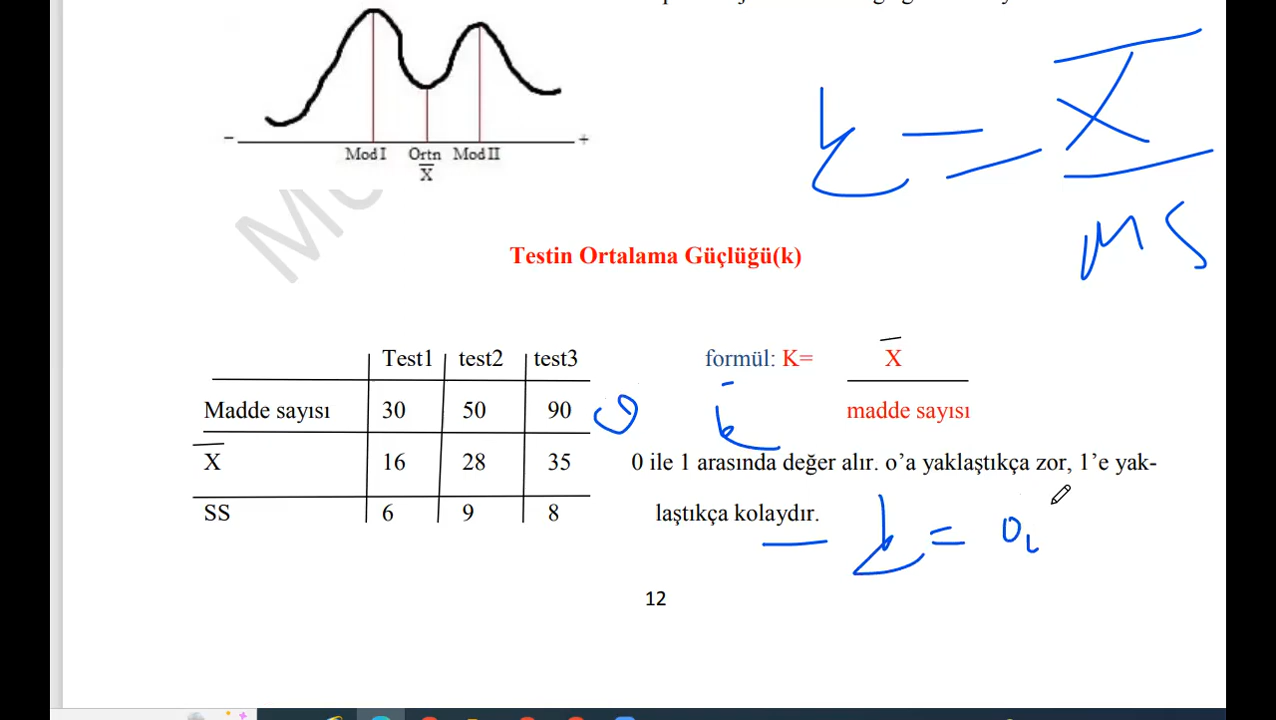 Mod I Ortn Mod II
X
k = X
MS
Testin Ortalama Güçlüğü(k)
Test1 test2 test3 formül: K= X
Madde sayısı 30 50 90 k madde sayısı
X 16 28 35 0 ile 1 arasında değer alır. o’a yaklaştıkça zor, 1’e yak-
SS 6 9 8 laştıkça kolaydır. k = 0,
12